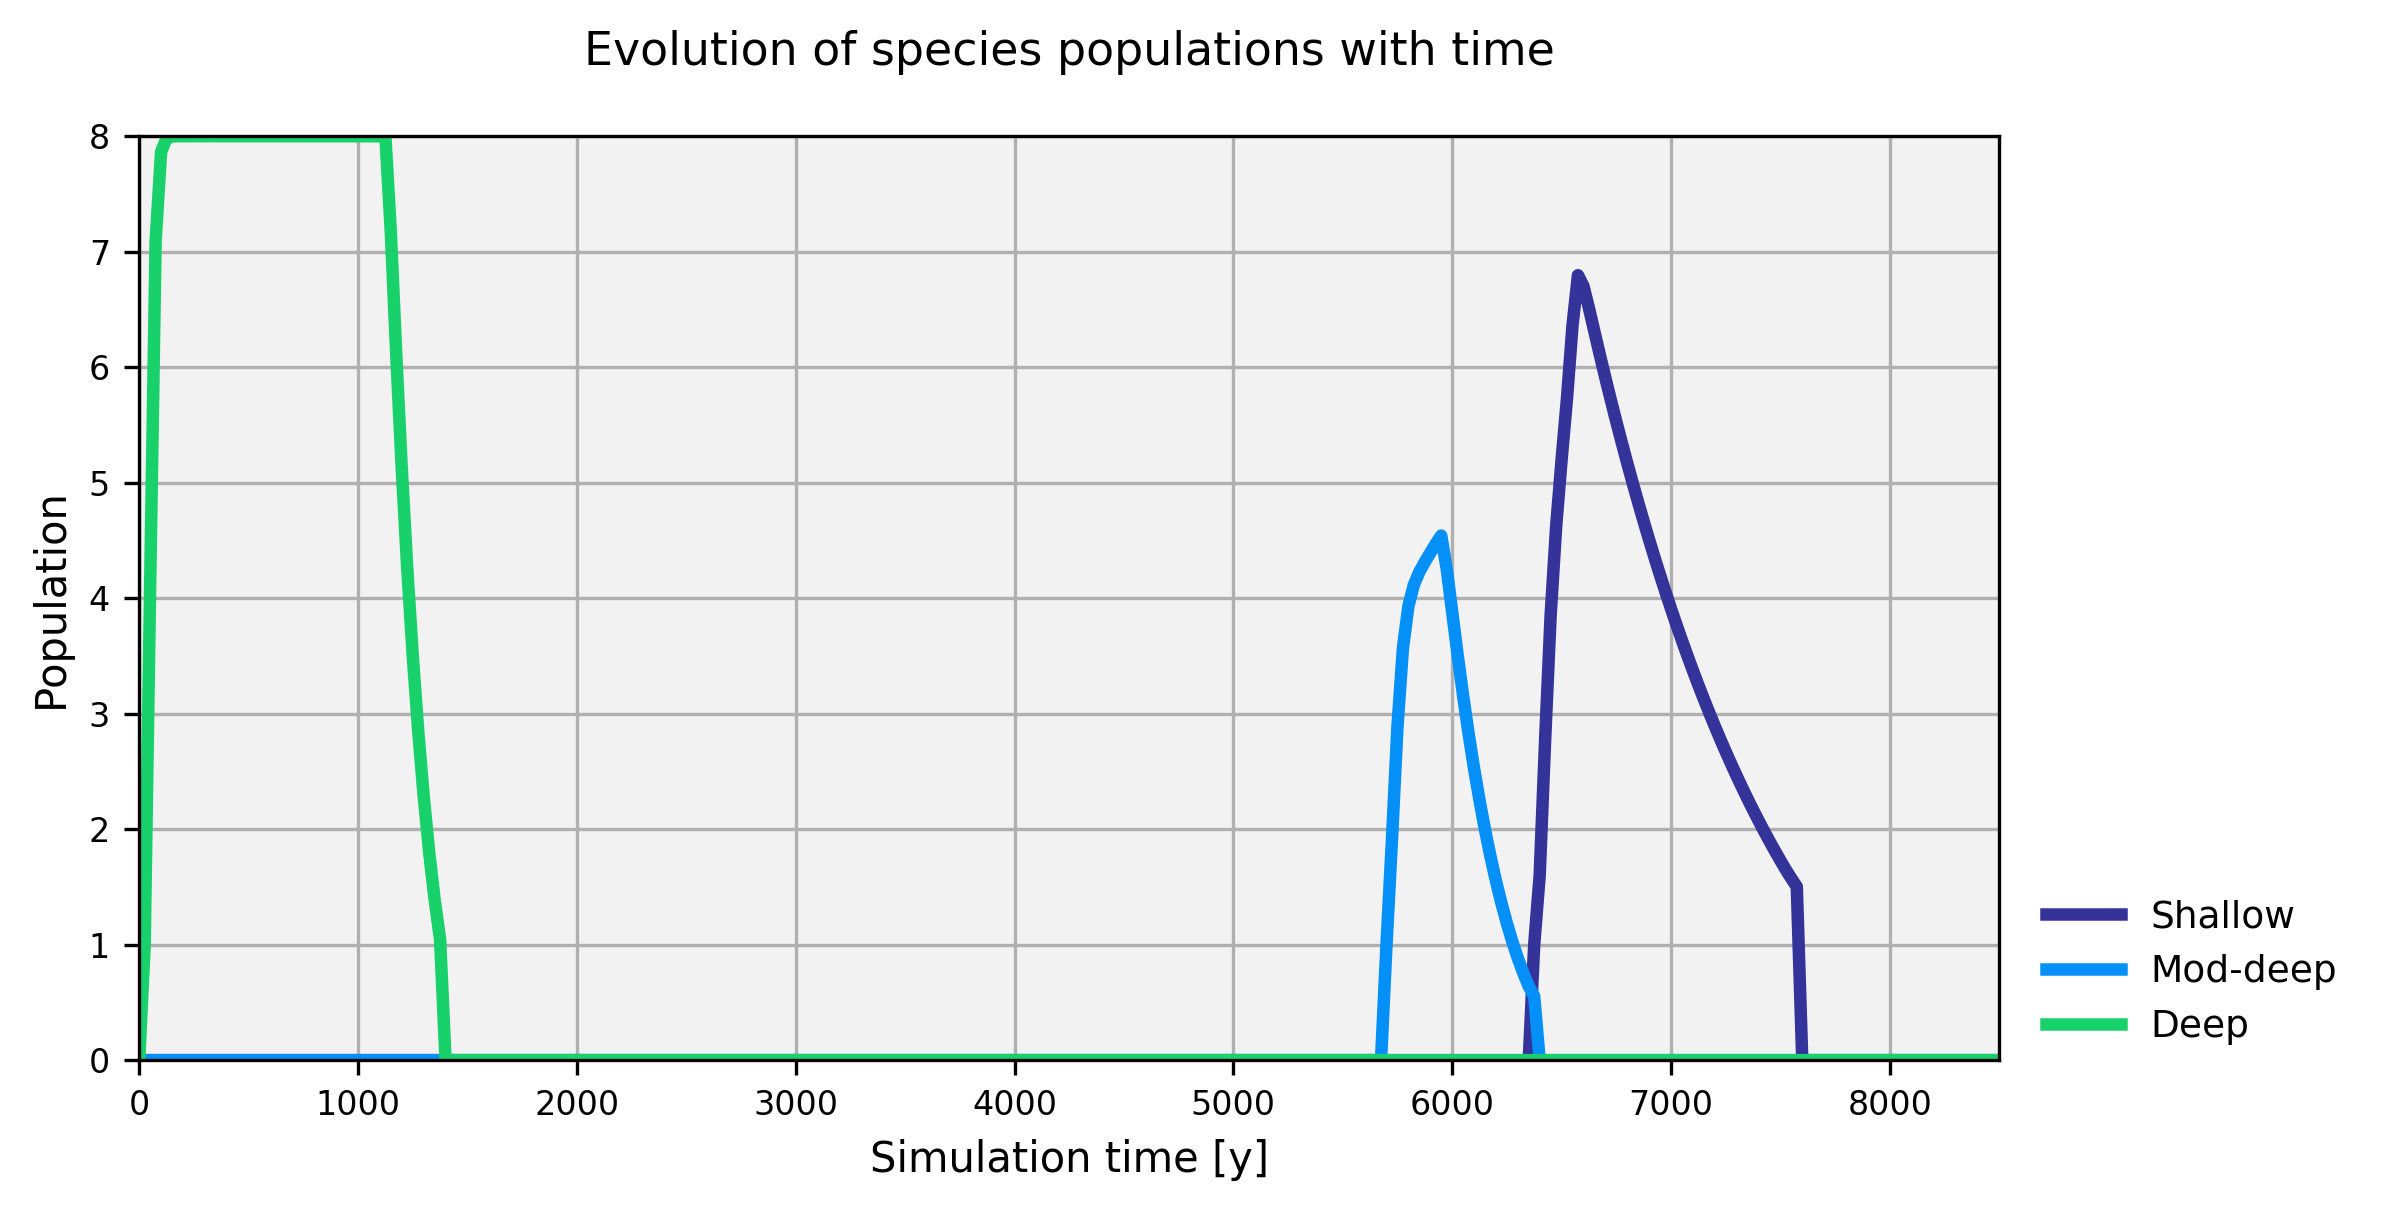 Evolution of species populations with time
8
7
6
5
4
3
2
1
0
Population
0 1000 2000 3000 4000 5000 6000 7000 8000
Simulation time [y]
Shallow
Mod-deep
Deep